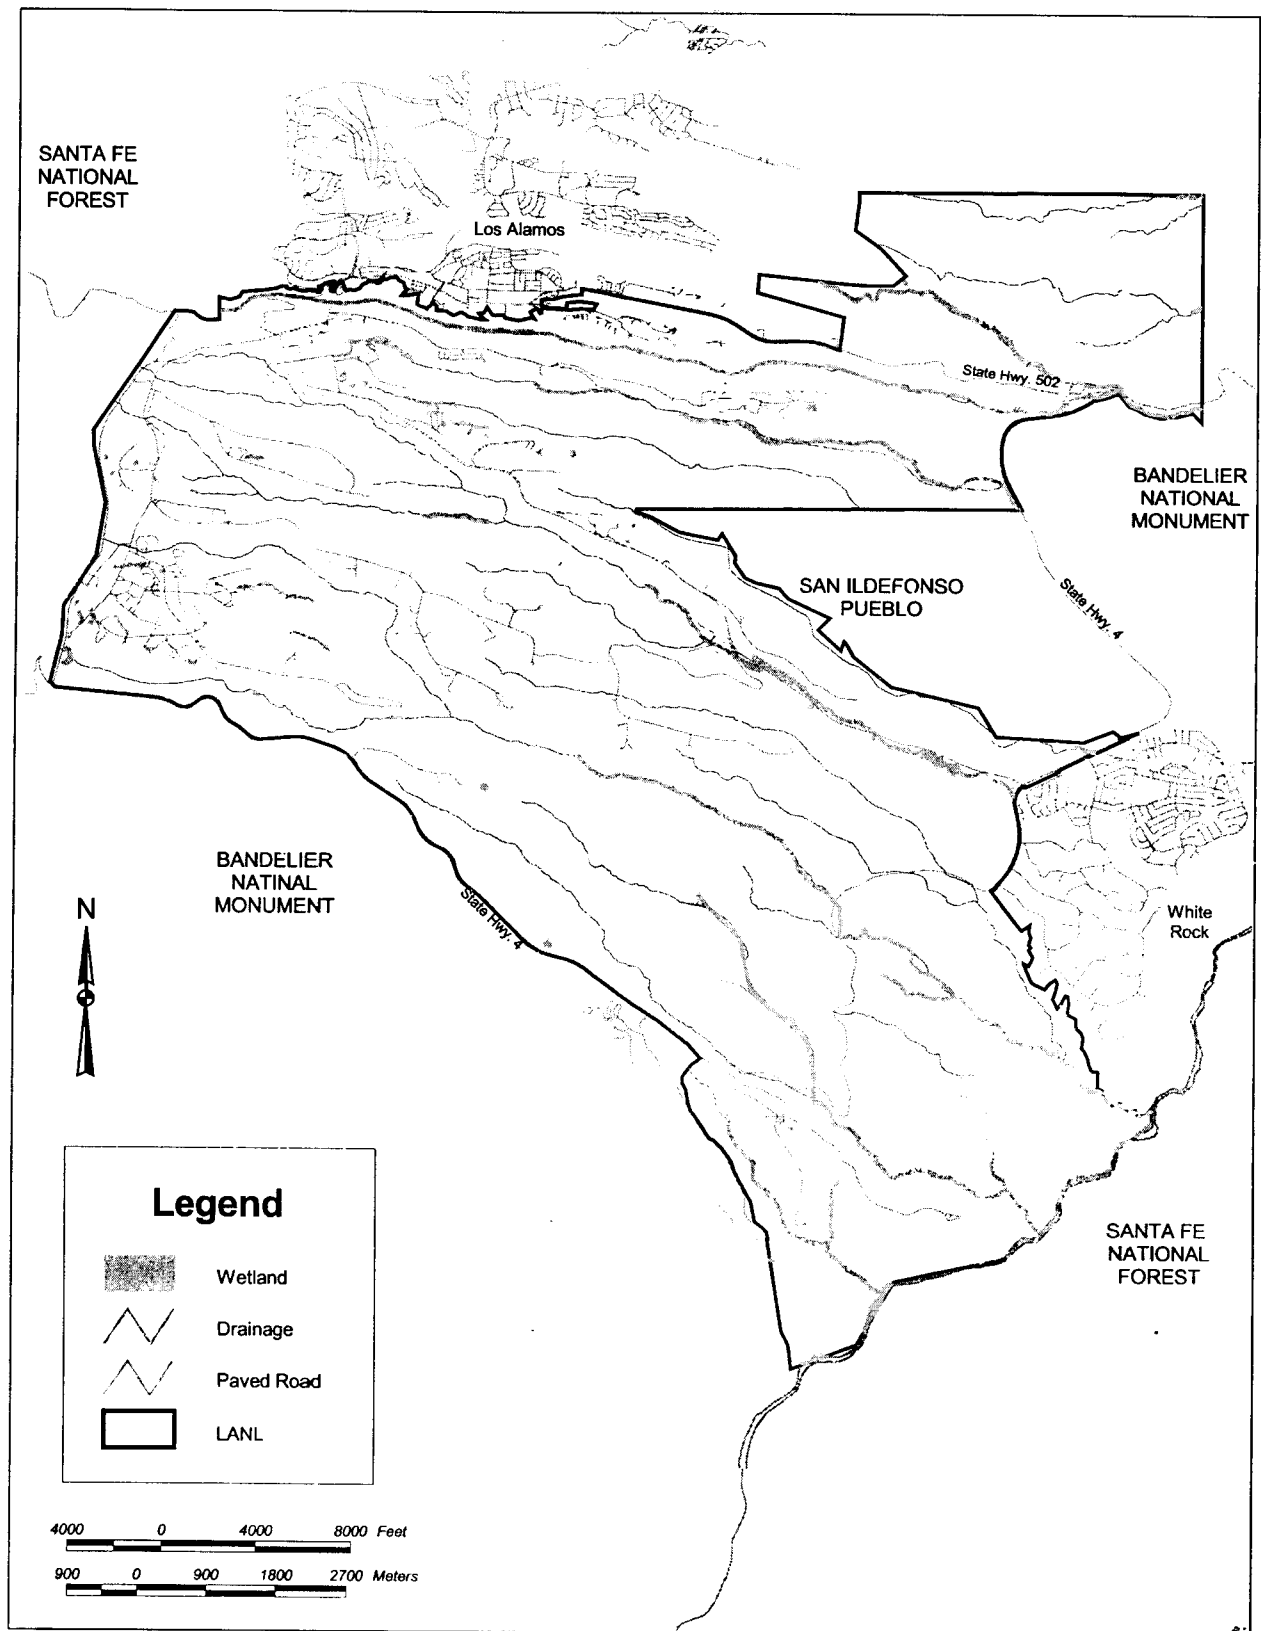 SANTA FE
NATIONAL
FOREST
Los Alamos
State Hwy. 502
BANDELIER
NATIONAL
MONUMENT
SAN ILDEFONSO
PUEBLO
State Hwy. 4
BANDELIER
NATINAL
MONUMENT
State Hwy. 4
White
Rock
N
Legend
Wetland
Drainage
Paved Road
LANL
SANTA FE
NATIONAL
FOREST
4000 0 4000 8000 Feet
900 0 900 1800 2700 Meters